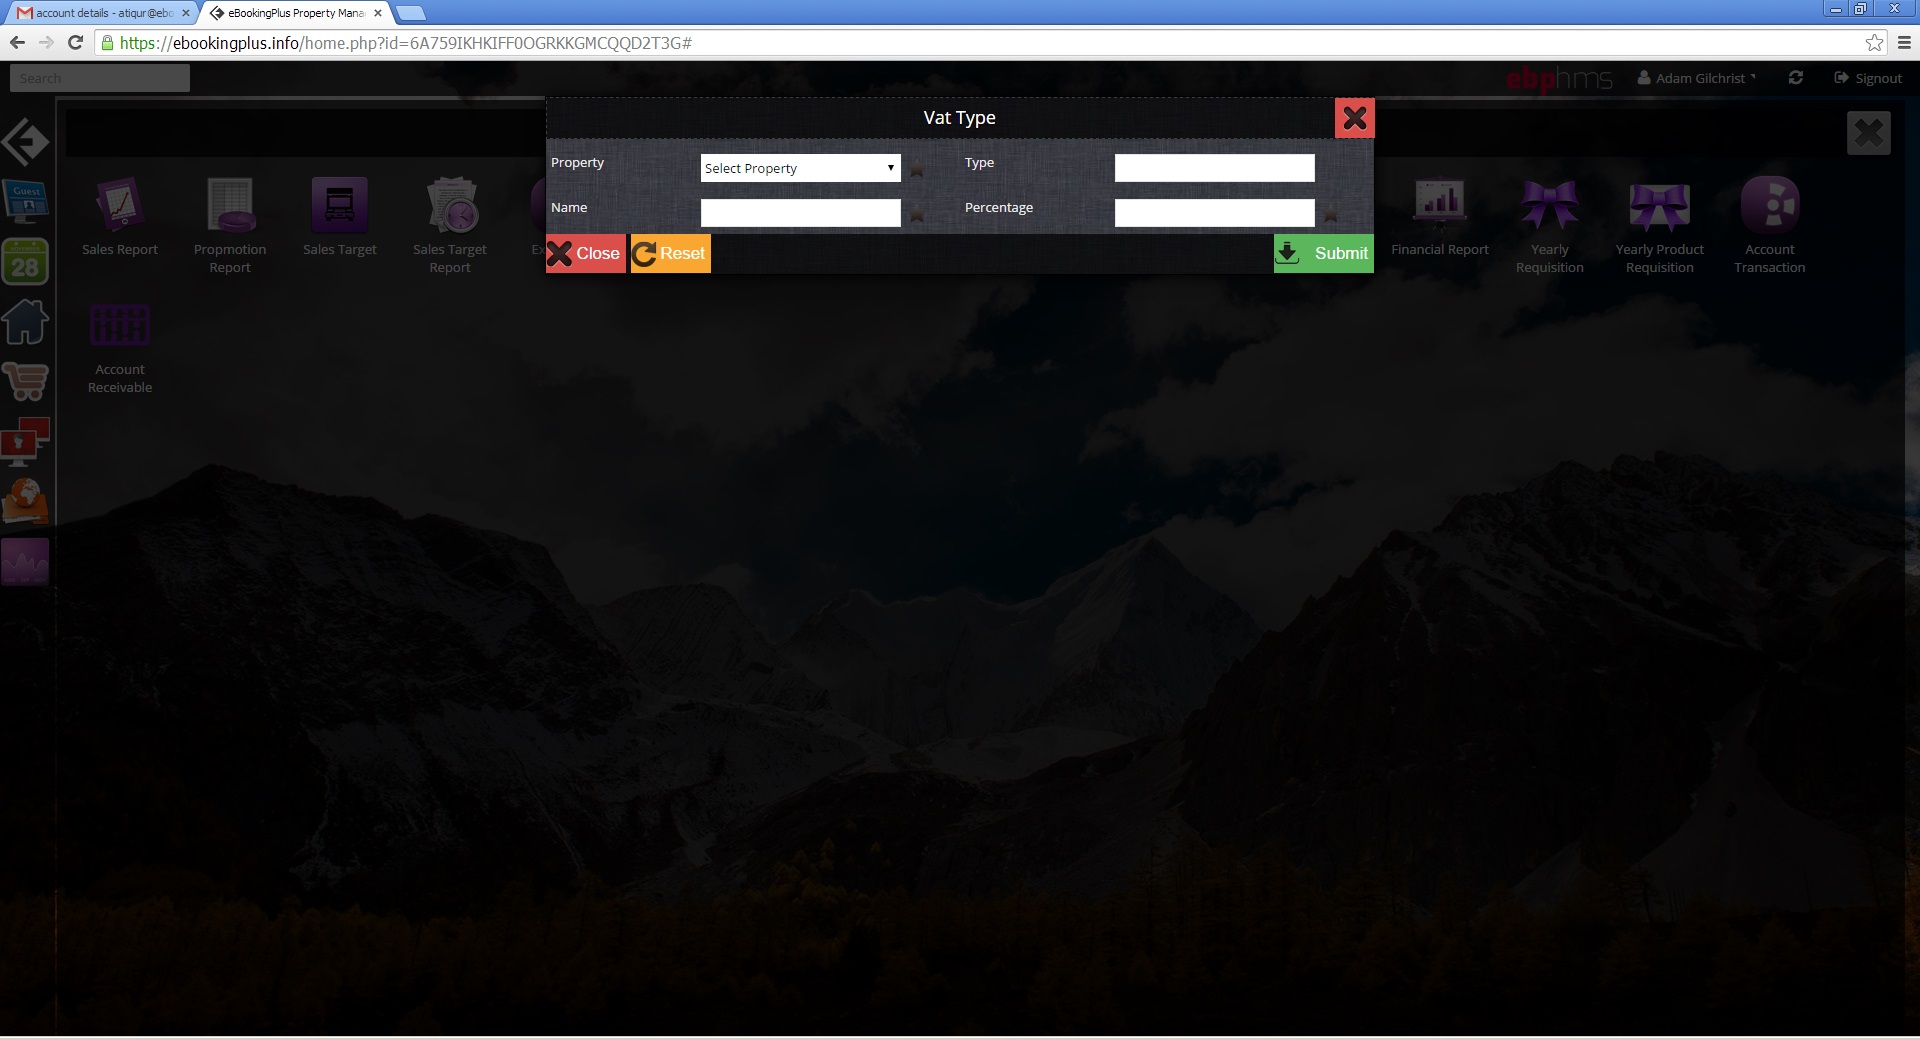 account details - atiqur@ebo
eBookingPlus Property Mana
https://ebookingplus.info/home.php?id=6A759IKHKIFF0OGRKKGMCQQD2T3G#
Search
ebphms
Adam Gilchrist
Signout
Vat Type
Property
Select Property
Type
Name
Percentage
Close
Reset
Submit
Guest
28
Sales Report
Propmotion
Report
Sales Target
Sales Target
Report
Ex
Financial Report
Yearly
Requisition
Yearly Product
Requisition
Account
Transaction
Account
Receivable